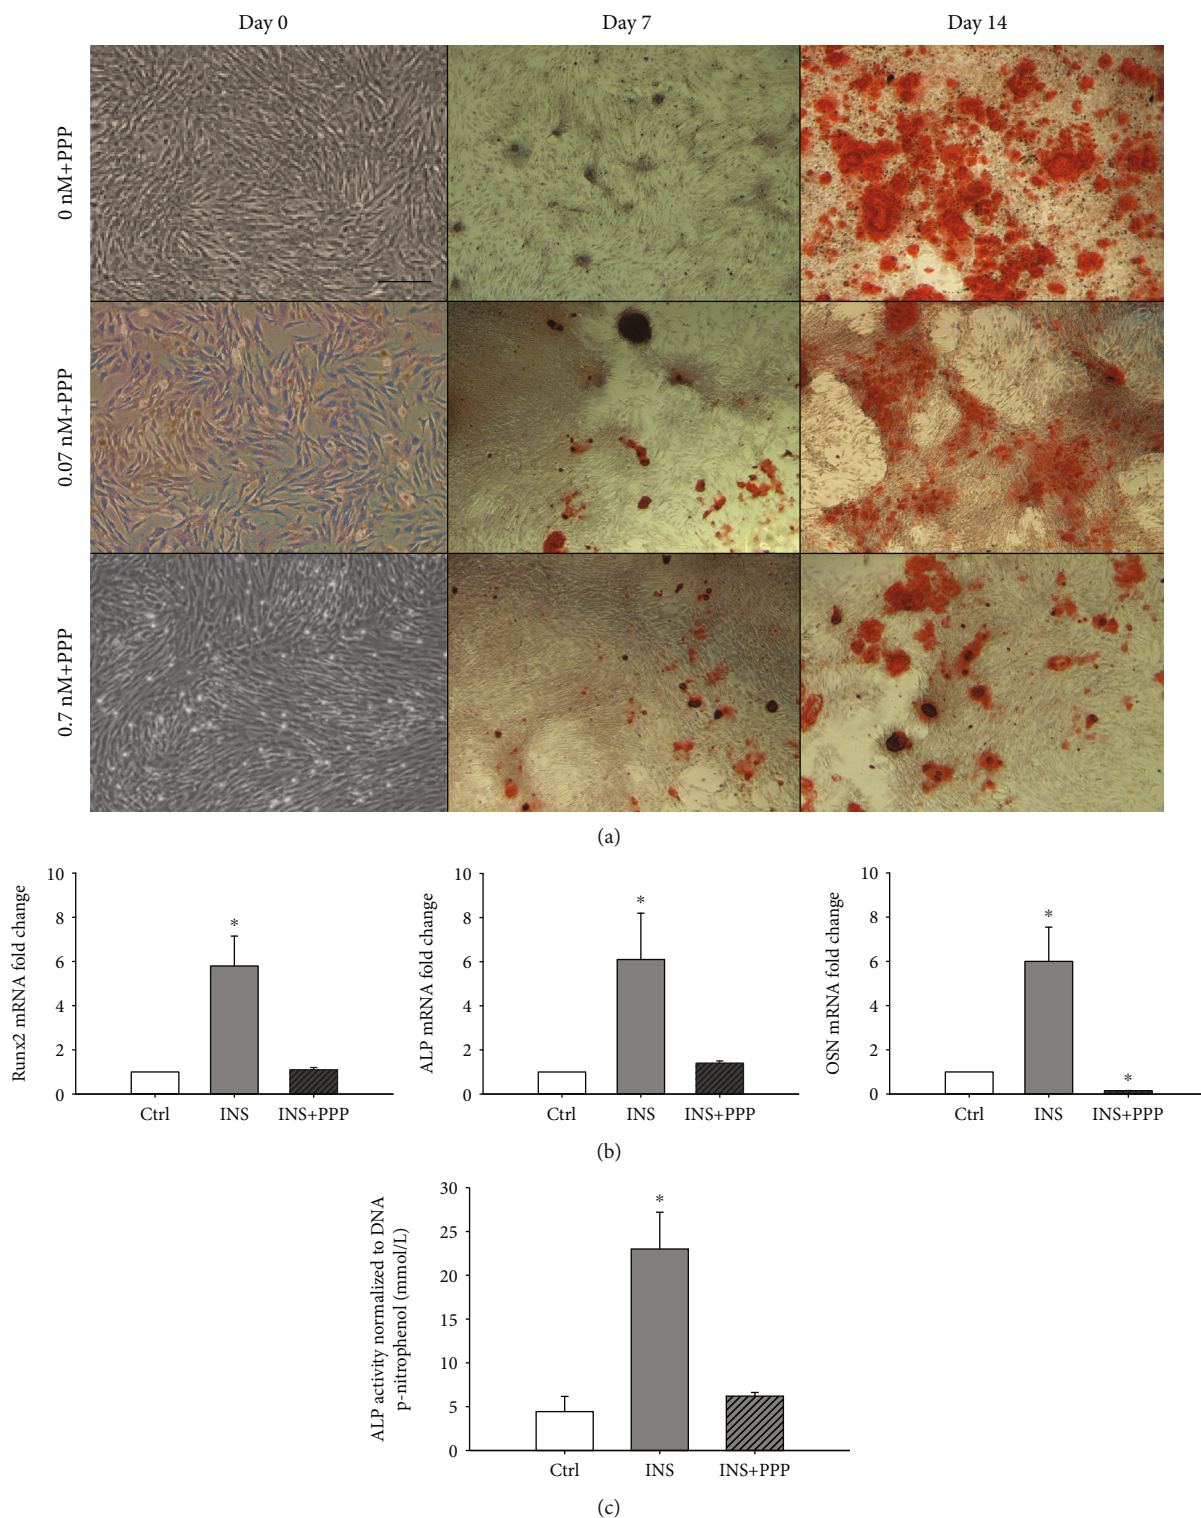 Day 0
Day 7
Day 14
0 nM+PPP
0.07 nM+PPP
0.7 nM+PPP
(a)
Runx2 mRNA fold change
10
8
6
4
2
0
*
Ctrl
INS
INS+PPP
ALP mRNA fold change
10
8
6
4
2
0
*
Ctrl
INS
INS+PPP
OSN mRNA fold change
10
8
6
4
2
0
*
*
Ctrl
INS
INS+PPP
(b)
ALP activity normalized to DNA
p-nitrophenol (mmol/L)
30
25
20
15
10
5
0
*
Ctrl
INS
INS+PPP
(c)